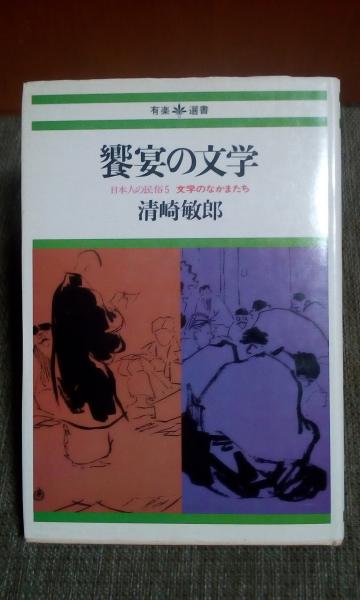 有楽選書
饗宴の文学
日本人の民俗5 文学のなかまたち
清崎敏郎